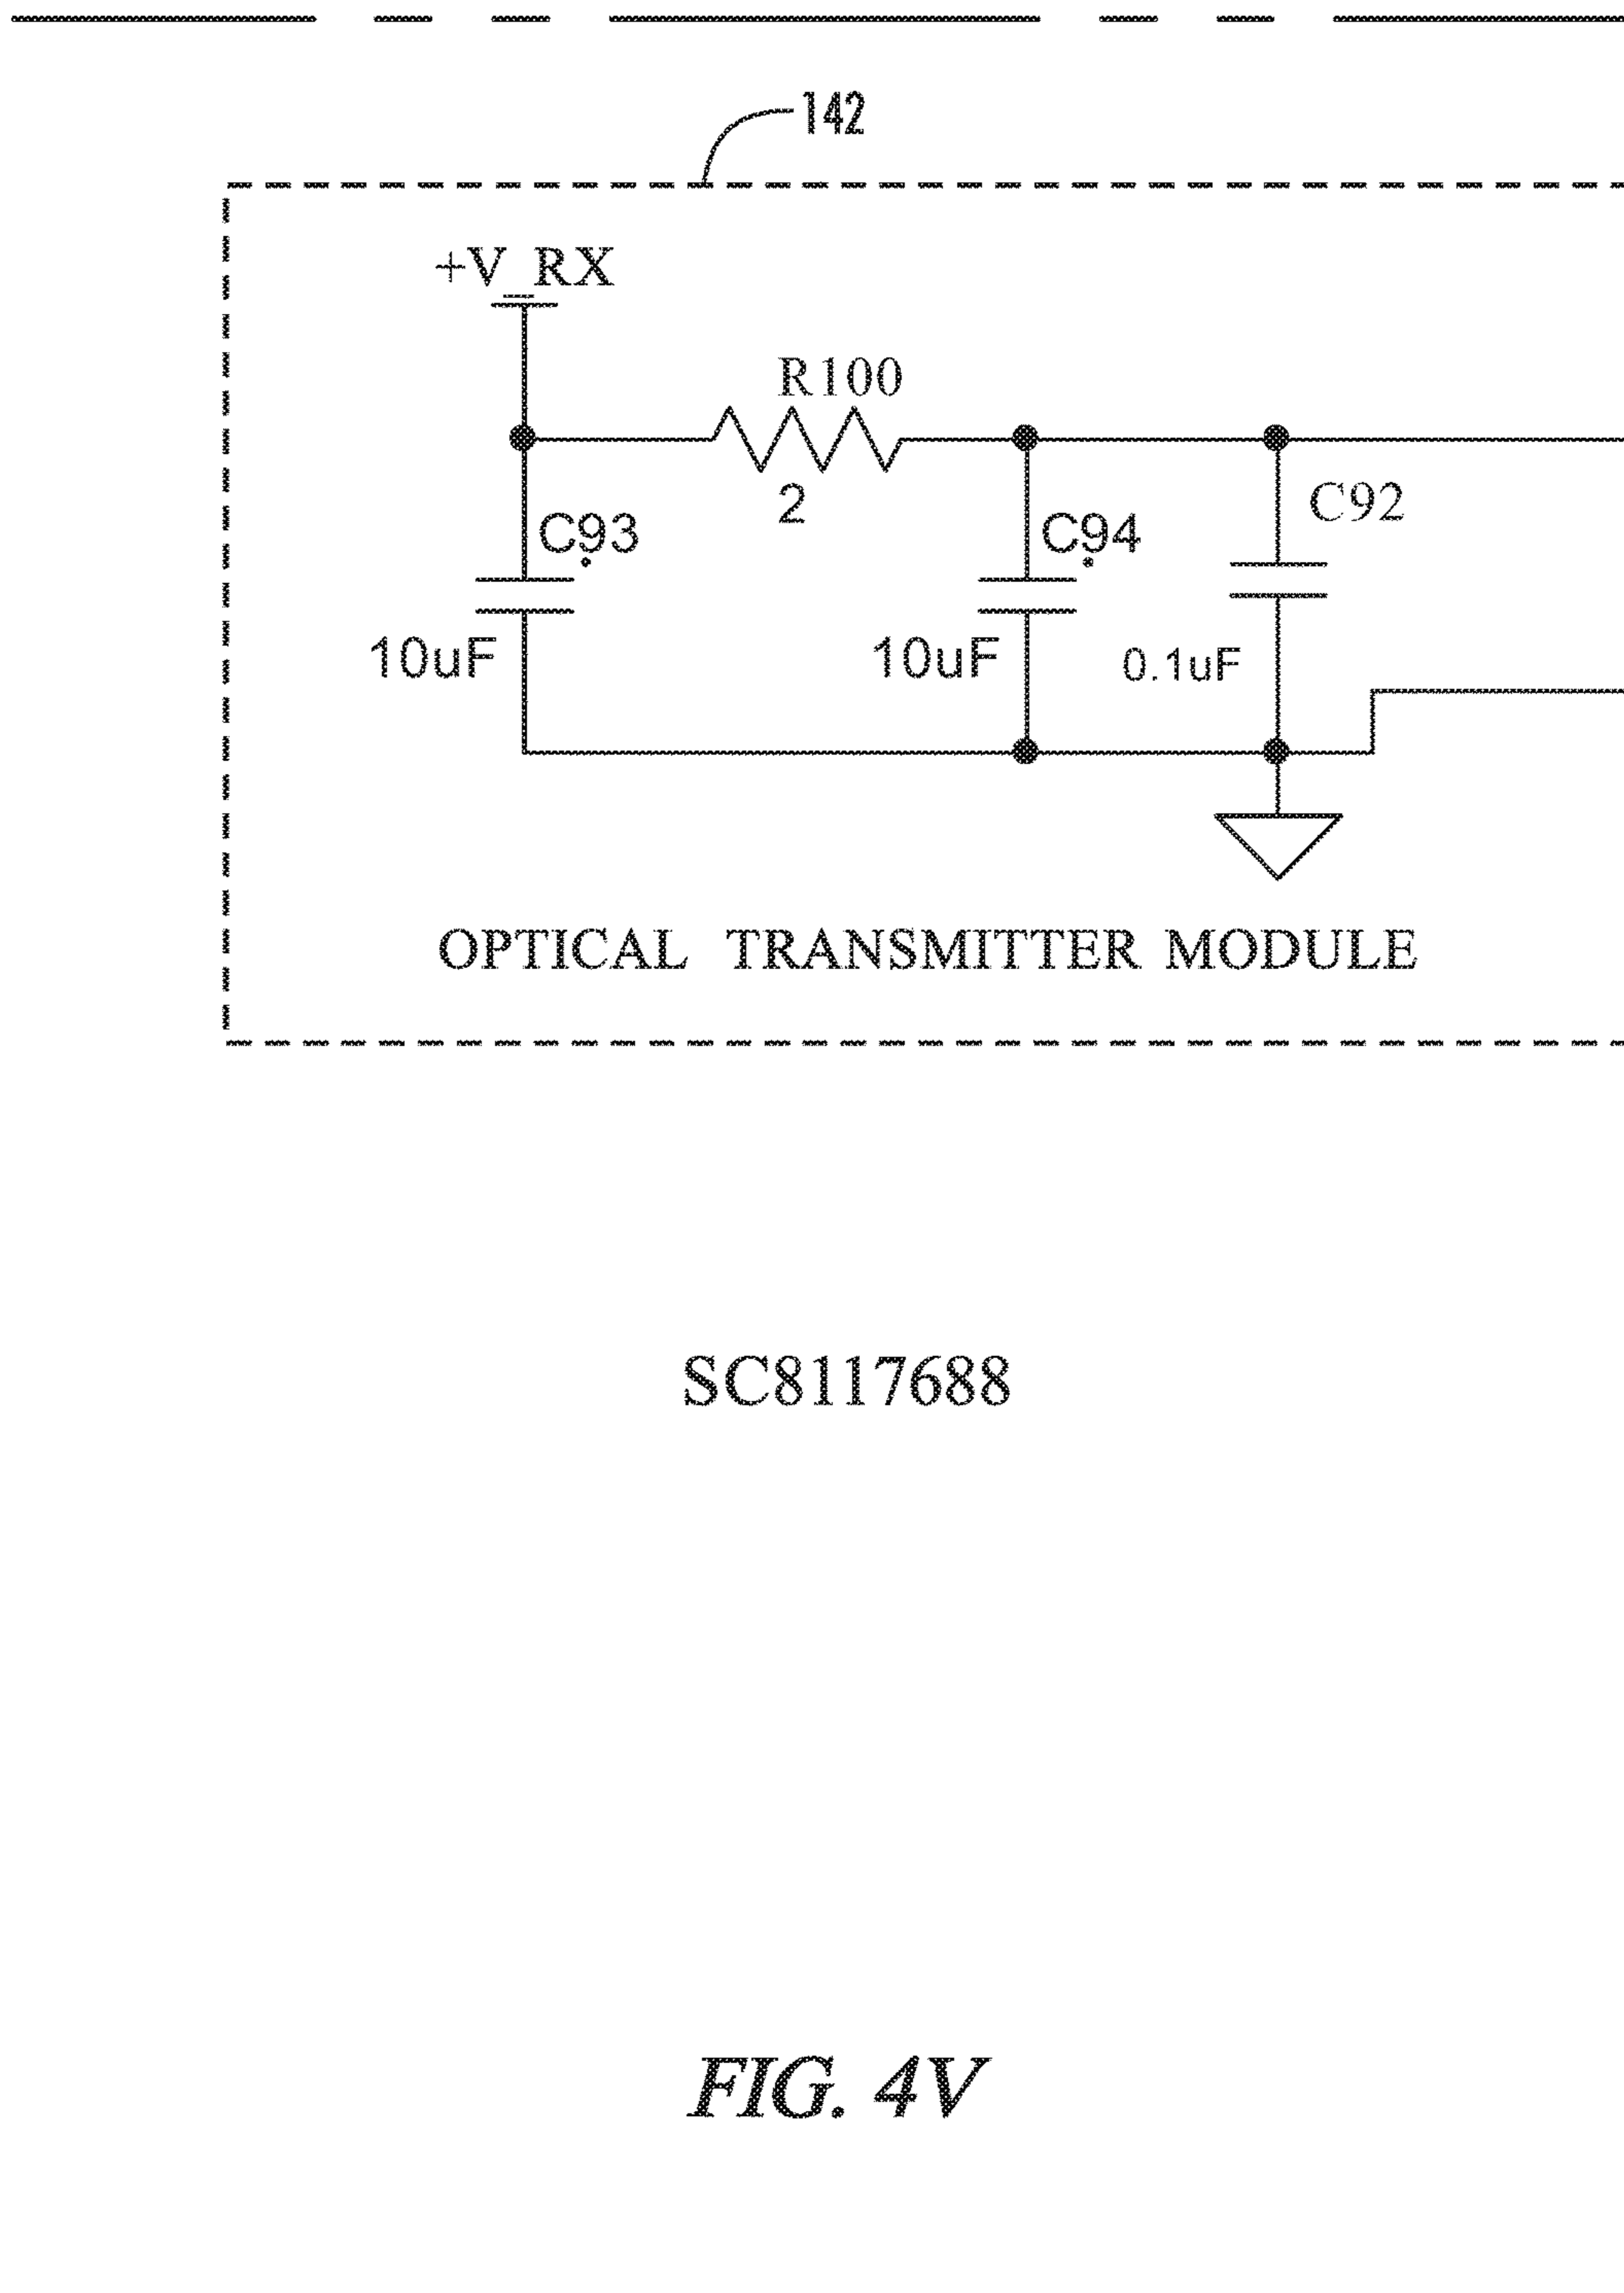 142
+V_RX
R100
2
C93
C94
C92
10uF
10uF
0.1uF
OPTICAL TRANSMITTER MODULE
SC8117688
FIG. 4V